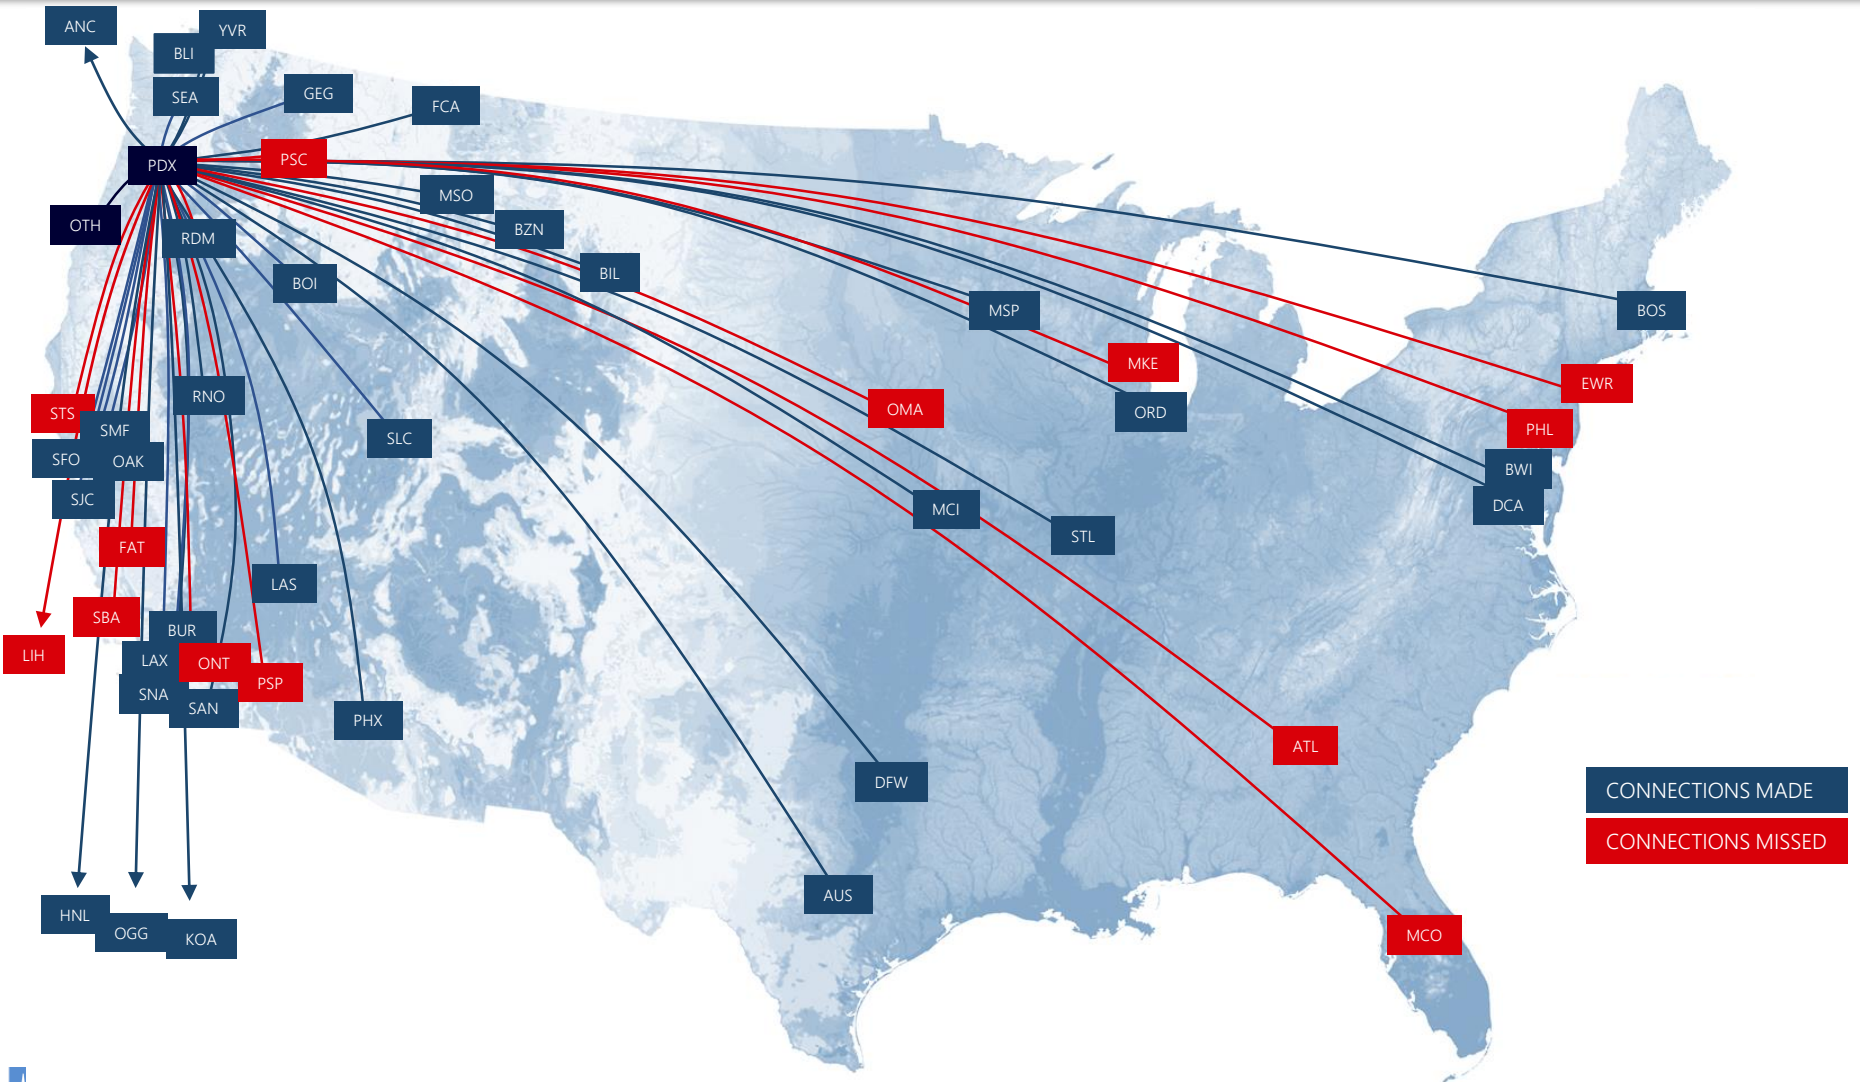 ANC
YVR
BLI
SEA
GEG
FCA
PDX
PSC
MSO
OTH
RDM
BZN
BOI
BIL
MSP
BOS
MKE
EWR
RNO
OMA
ORD
STS
SMF
PHL
SLC
SFO
OAK
BWI
SJC
DCA
MCI
STL
FAT
LAS
SBA
BUR
LIH
LAX
ONT
PSP
SNA
SAN
PHX
ATL
DFW
CONNECTIONS MADE
CONNECTIONS MISSED
AUS
HNL
OGG
KOA
MCO